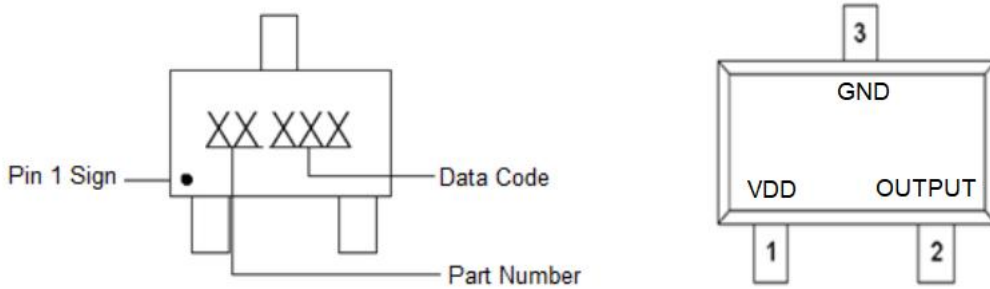 XX XXX
Pin 1 Sign
Data Code
Part Number
3
GND
VDD OUTPUT
1 2